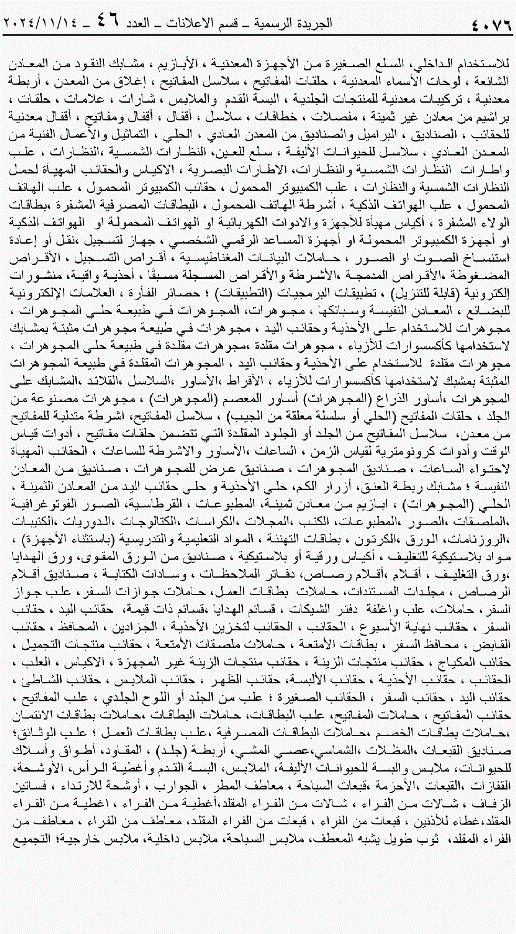 ٤٠٧٦ الجريدة الرسمية – قسم الاعلانات – العدد ٤٦ – ٢٠٢٤/١١/١٤
للاستخدام الداخلي، السلع الصغيرة من الأجهزة المعدنية ، الأبازيم ، مشابك النقود من المعادن
الشائعة ، لوحات الأسماء المعدنية ، حلقات المفاتيح ، سلاسل المفاتيح ، إغلاق من المعدن ، أربطة
معدنية ، تركيبات معدنية للمنتجات الجلدية ، البسة القدم والملابس ، شارات ، علامات ، حلقات ،
براشيم من معادن غير ثمينة ، مفصلات ، خطافات ، سلاسل ، أقفال ، أقفال ومفاتيح ، أقفال معدنية
للحقائب ، الصناديق ، البراميل والصناديق من المعدن العادي ، الحلي ، التماثيل والأعمال الفنية من
المعدن العادي ، سلاسل للحيوانات الأليفة ، سلع للعين، النظارات الشمسية ،النظارات ، علب
واطارات النظارات الشمسية والنظارات، الاطارات البصرية ، الاكياس والحقائب المهيأة لحمل
النظارات الشمسية والنظارات ، علب الكمبيوتر المحمول ، حقائب الكمبيوتر المحمول ، علب الهاتف
المحمول ، علب الهواتف الذكية ، أشرطة الهاتف المحمول ، البطاقات المصرفية المشفرة ،بطاقات
الولاء المشفرة ، أكياس مهيأة للأجهزة والادوات الكهربائية او الهواتف المحمولة او الهواتف الذكية
او أجهزة الكمبيوتر المحمولة او أجهزة المساعد الرقمي الشخصي ، جهاز لتسجيل ،نقل أو إعادة
استنساخ الصوت او الصور ، حاملات البيانات المغناطيسية ، أقراص التسجيل ، الأقراص
المضغوطة ،الأقراص المدمجة ،الأشرطة والأقراص المسجلة مسبقًا ، أحذية واقية، منشورات
إلكترونية (قابلة للتنزيل) ، تطبيقات البرمجيات (التطبيقات) ؛ حصائر الفأرة ، العلامات الإلكترونية
للبضائع ، المعادن النفيسة وسبائكها ، مجوهرات، المجوهرات في طبيعة حلي المجوهرات ،
مجوهرات للاستخدام على الأحذية وحقائب اليد ، مجوهرات في طبيعة مجوهرات مثبتة بمشابك
لاستخدامها كأكسسوارات للأزياء ، مجوهرات مقلدة ،مجوهرات مقلدة في طبيعة حلي المجوهرات ،
مجوهرات مقلدة للاستخدام على الأحذية وحقائب اليد ، المجوهرات المقلدة في طبيعة المجوهرات
المثبتة بمشبك لاستخدامها كأكسسوارات للأزياء ، الأقراط ،الأساور ،السلاسل ،القلائد ،المشابك على
المجوهرات ،أساور الذراع (المجوهرات) أساور المعصم (المجوهرات) ، مجوهرات مصنوعة من
الجلد ، حلقات المفاتيح (الحلي أو سلسلة معلقة من الجيب) ، سلاسل المفاتيح، اشرطة متدلية للمفاتيح
من معدن، سلاسل المفاتيح من الجلد أو الجلود المقلدة التي تتضمن حلقات مفاتيح ، أدوات قياس
الوقت وأدوات كرونومترية لقياس الزمن ، الساعات ،الأساور والاشرطة للساعات ، الحقائب المهيأة
لاحتواء الساعات ، صناديق المجوهرات ، صناديق عرض للمجوهرات ، صناديق من المعادن
النفيسة ؛ مشابك ربطة العنق، أزرار الكم، حلي الأحذية و حلي حقائب اليد من المعادن الثمينة ،
الحلي (المجوهرات) ، ابازيم من معادن ثمينة، المطبوعات ، القرطاسية، الصور الفوتوغرافية
،الملصقات ،الصور ،المطبوعات، الكتب ،المجلات ،الكراسات ،الكتالوجات، الدوريات ،الكتيبات
،الروزنامات، الورق ،الكرتون ، بطاقات التهنئة ، المواد التعليمية والتدريسية (باستثناء الأجهزة) ،
مواد بلاستيكية للتغليف ، أكياس ورقية أو بلاستيكية ، صناديق من الورق المقوى، ورق الهدايا
،ورق التغليف ، أقلام ،أقلام رصاص، دفاتر الملاحظات ، وسادات الكتابة ، صناديق اقلام
الرصاص ، مجلدات المستندات، حاملات بطاقات العمل، حاملات جوازات السفر، علب جواز
السفر، حاملات، علب واغلفة دفتر الشيكات ، قسائم الهدايا ،قسائم ذات قيمة، حقائب اليد ، حقائب
السفر ، حقائب نهاية الأسبوع ، الحقائب ، الحقائب لتخزين الأحذية ، الجزادين ، المحافظ ، حقائب
القابض ، محافظ السفر ، بطاقات الأمتعة ، حاملات ملصقات الأمتعة ، حقائب منتجات التجميل ،
حقائب المكياج ، حقائب منتجات الزينة ، حقائب منتجات الزينة غير المجهزة ، الاكياس ، العلب ،
الحقائب ، حقائب الأحذية ، حقائب الألبسة، حقائب الظهر ، حقائب الملابس ، حقائب الشاطئ ،
حقائب اليد ، حقائب السفر ، الحقائب الصغيرة ؛ علب من الجلد أو اللوح الجلدي ، علب المفاتيح ،
حقائب المفاتيح ، حاملات المفاتيح، علب البطاقات، حاملات البطاقات، حاملات بطاقات الائتمان
،حاملات بطاقات الخصم ،حاملات البطاقات المصرفية ،علب بطاقات العمل ؛ علب الوثائق؛
صناديق القبعات ،المظلات ،الشماسي،عصي المشي، أربطة (جلد) ، المقاود، أطواق وأسلاك
للحيوانات، ملابس والبسة للحيوانات الأليفة، الملابس، البسة القدم وأغطية الرأس، الأوشحة،
القفازات ،القبعات ،الأحزمة ،قبعات السباحة ، معاطف المطر ، الجوارب ، أوشحة للارتداء ، فساتين
الزفاف ، شالات من الفراء ، شالات من الفراء المقلد،أغطية من الفراء ، اغطية من الفراء
المقلد،غطاء للأذنين ، قبعات من الفراء ، قبعات من الفراء المقلد، معاطف من الفراء ، معاطف من
الفراء المقلد، ثوب طويل يشبه المعطف، ملابس السباحة، ملابس داخلية، ملابس خارجية؛ التجميع